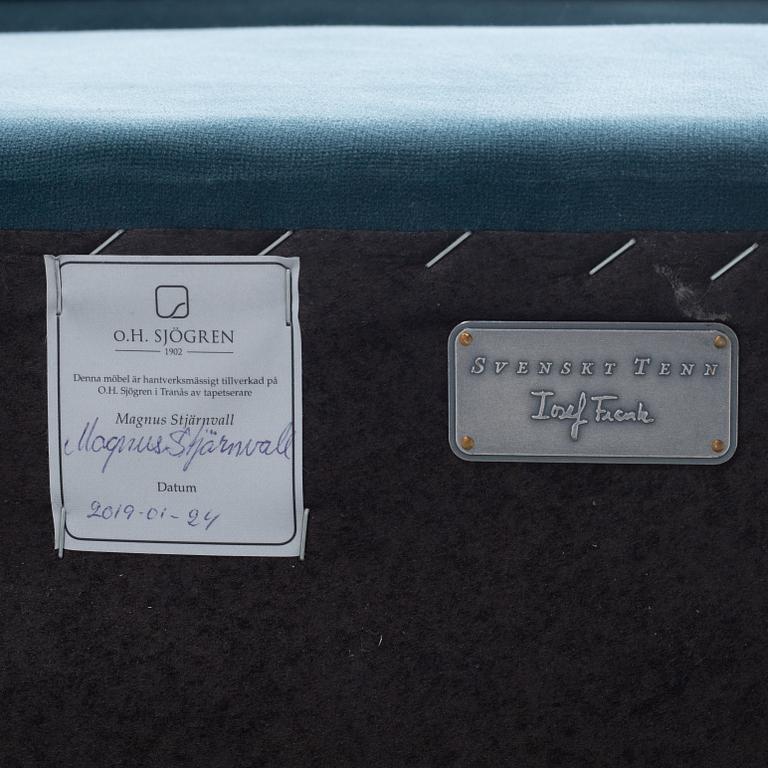 O.H. SJÖGREN
1902
Denna möbel är hantverksmässigt tillverkad på
O.H. Sjögren i Tranås av tapetserare
Magnus Stjärnvall
Magnus Stjärnvall
Datum
2019-01-24
SVENSKT TENN
Josef Frank